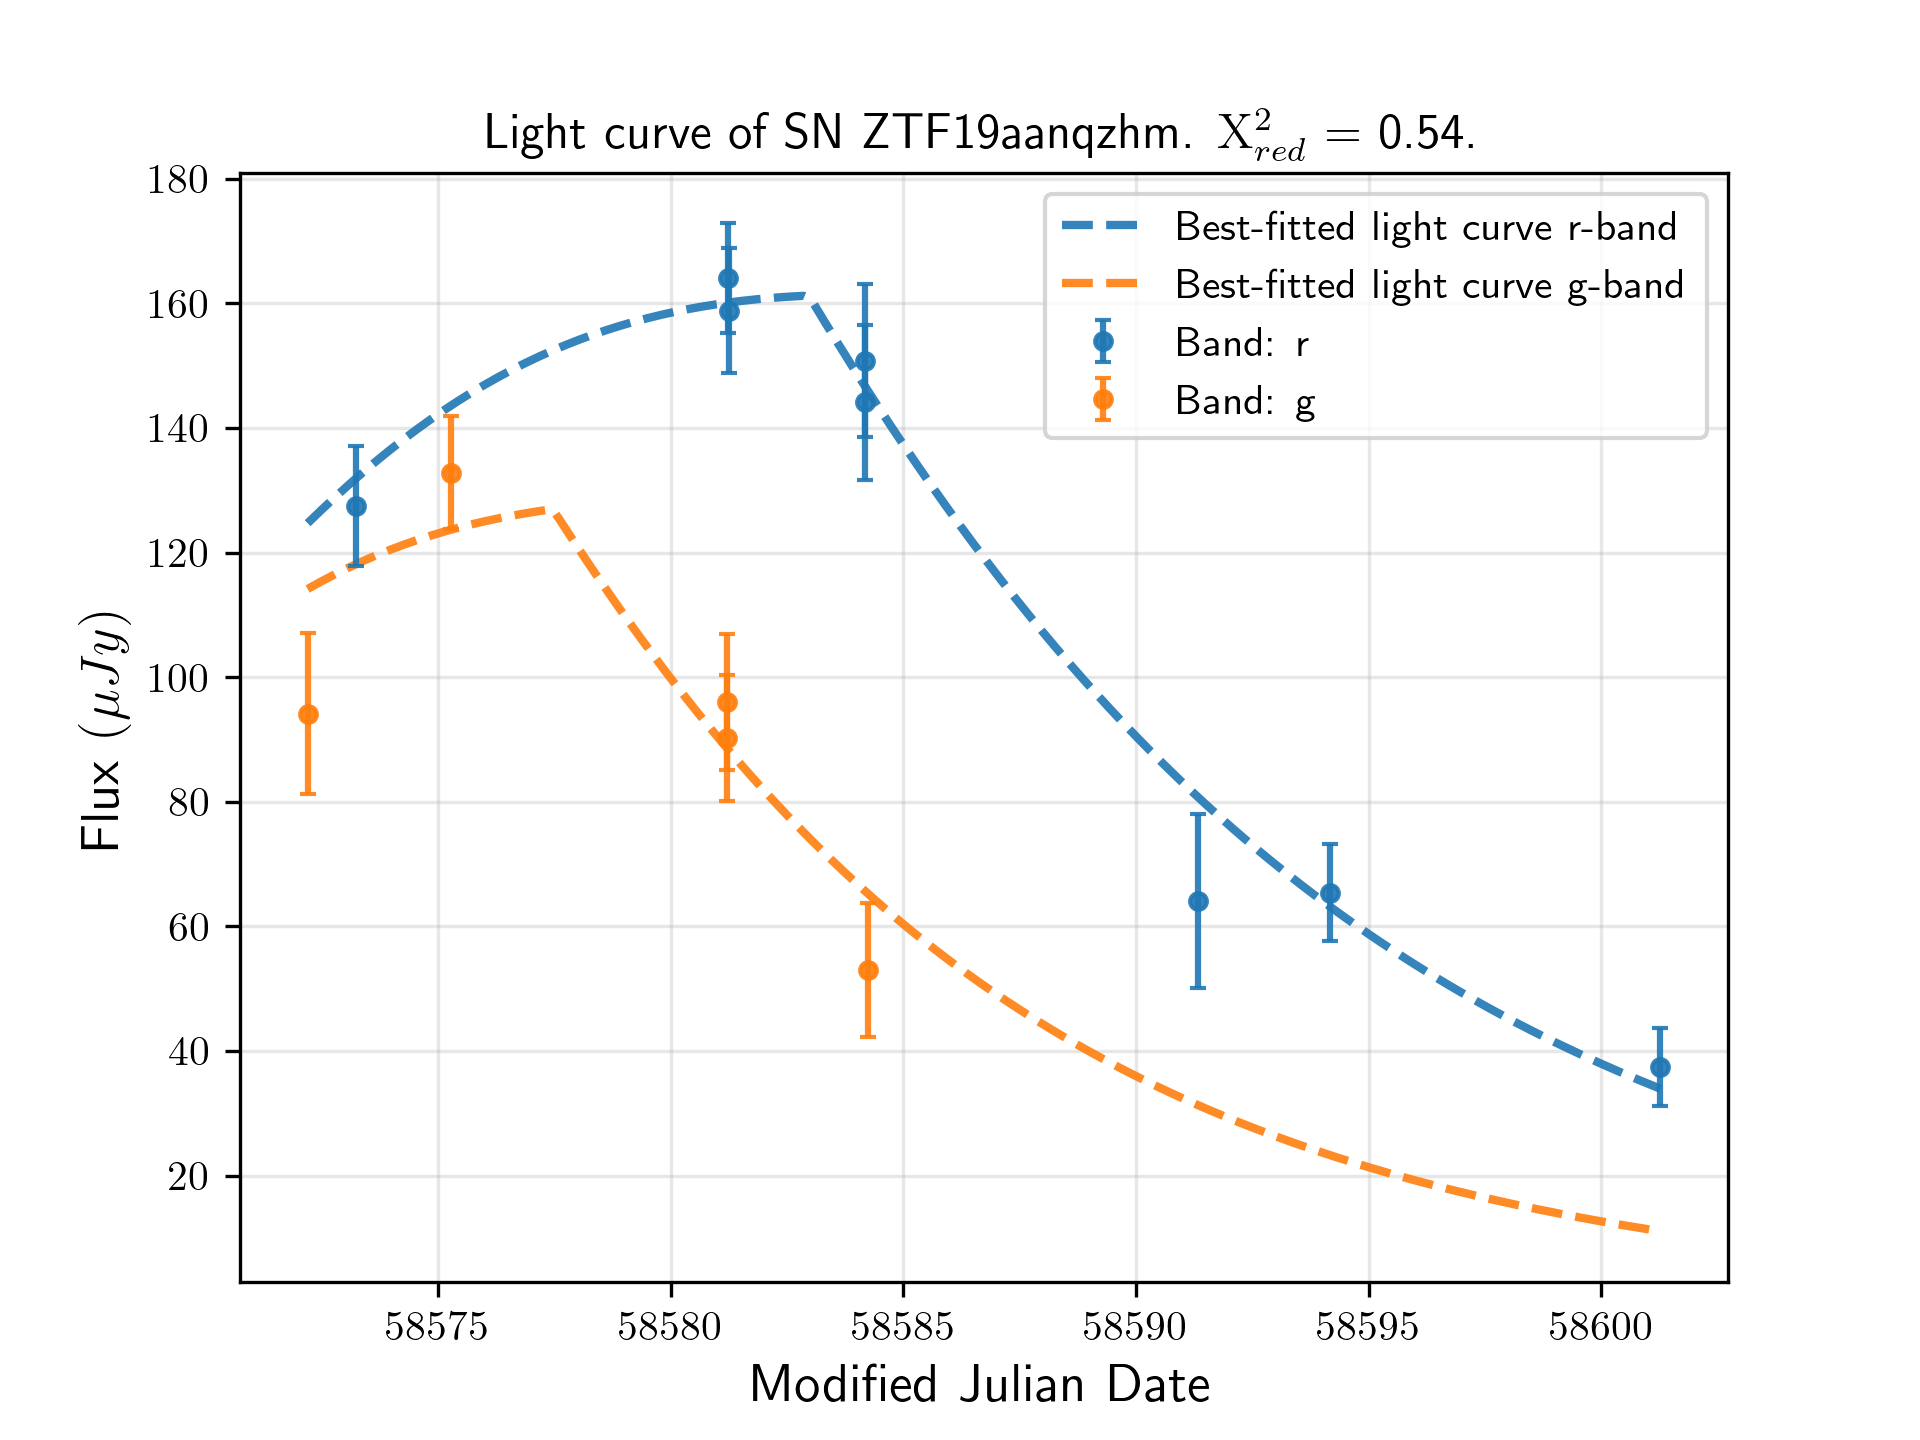 Light curve of SN ZTF19aanqzhm. X²_red = 0.54.
180
160
140
120
100
80
60
40
20
Flux (μJy)
Best-fitted light curve r-band
Best-fitted light curve g-band
Band: r
Band: g
58575 58580 58585 58590 58595 58600
Modified Julian Date